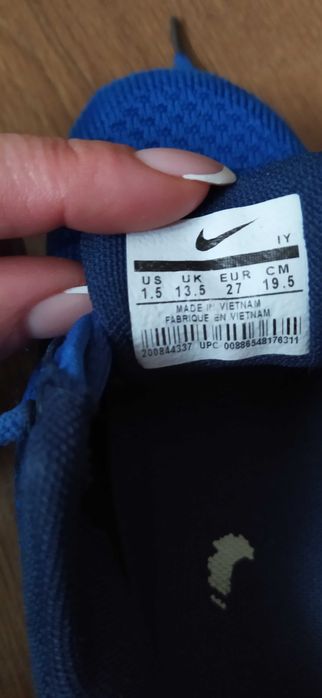 IY
US UK EUR CM
1.5 13.5 27 19.5
MADE IN VIETNAM
FABRIQUE EN VIETNAM
200844337 UPC 00886548176311